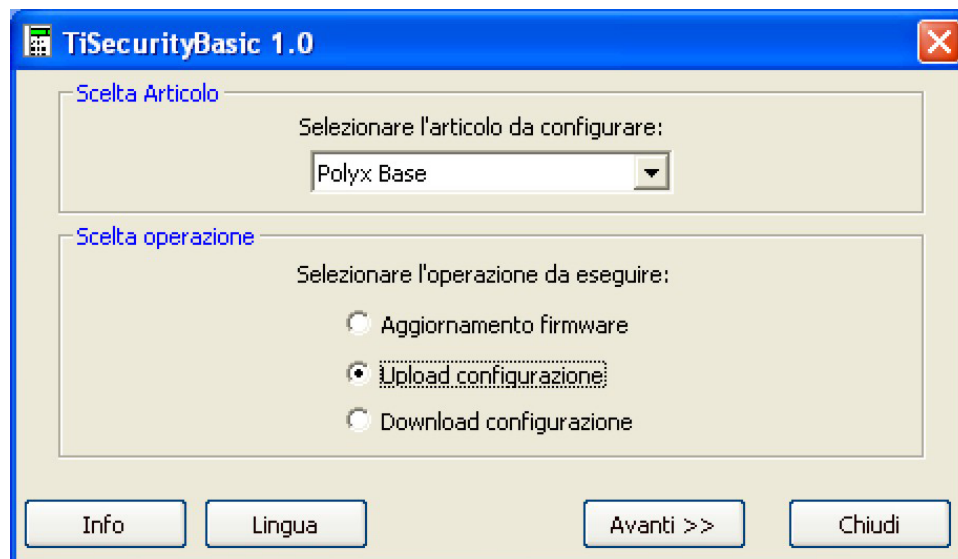 TiSecurityBasic 1.0
Scelta Articolo
Selezionare l'articolo da configurare:
Polyx Base
Scelta operazione
Selezionare l'operazione da eseguire:
Aggiornamento firmware
Upload configurazione
Download configurazione
Info Lingua Avanti >> Chiudi